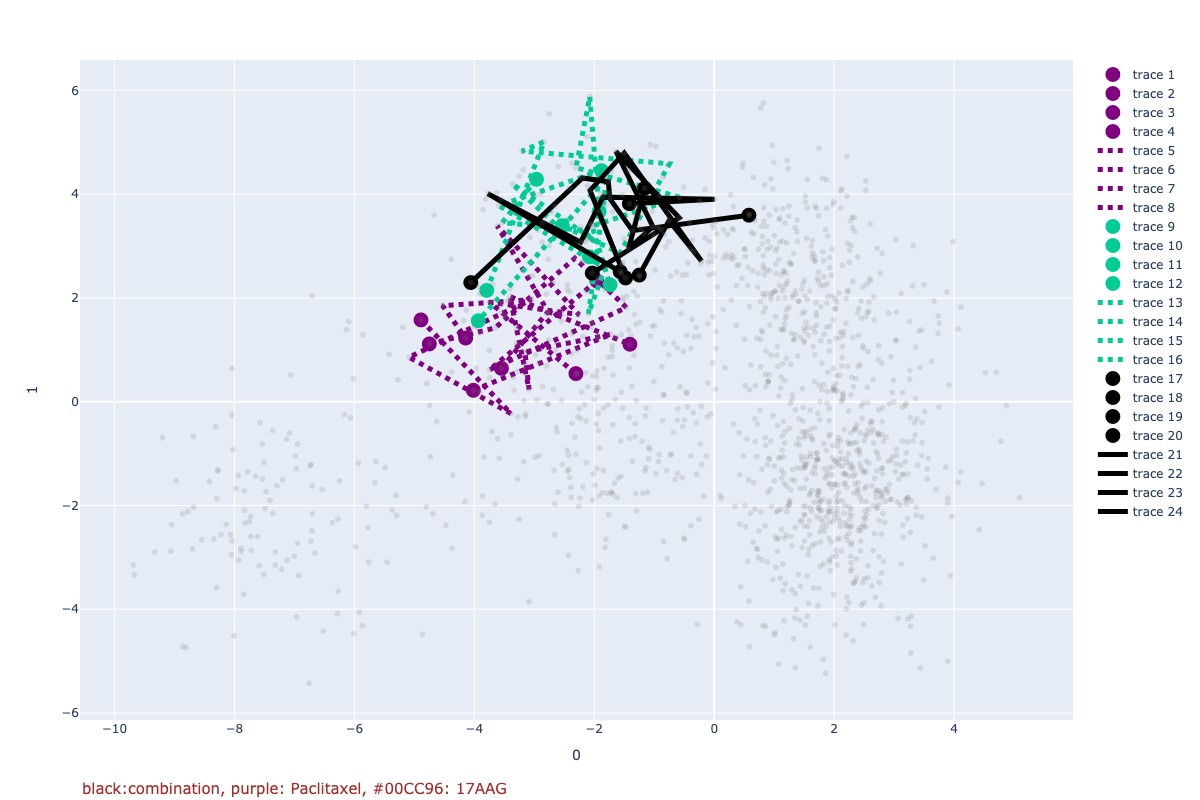 6
4
2
0
−2
−4
−6
1
−10
−8
−6
−4
−2
0
2
4
0
trace 1
trace 2
trace 3
trace 4
trace 5
trace 6
trace 7
trace 8
trace 9
trace 10
trace 11
trace 12
trace 13
trace 14
trace 15
trace 16
trace 17
trace 18
trace 19
trace 20
trace 21
trace 22
trace 23
trace 24
black:combination, purple: Paclitaxel, #00CC96: 17AAG